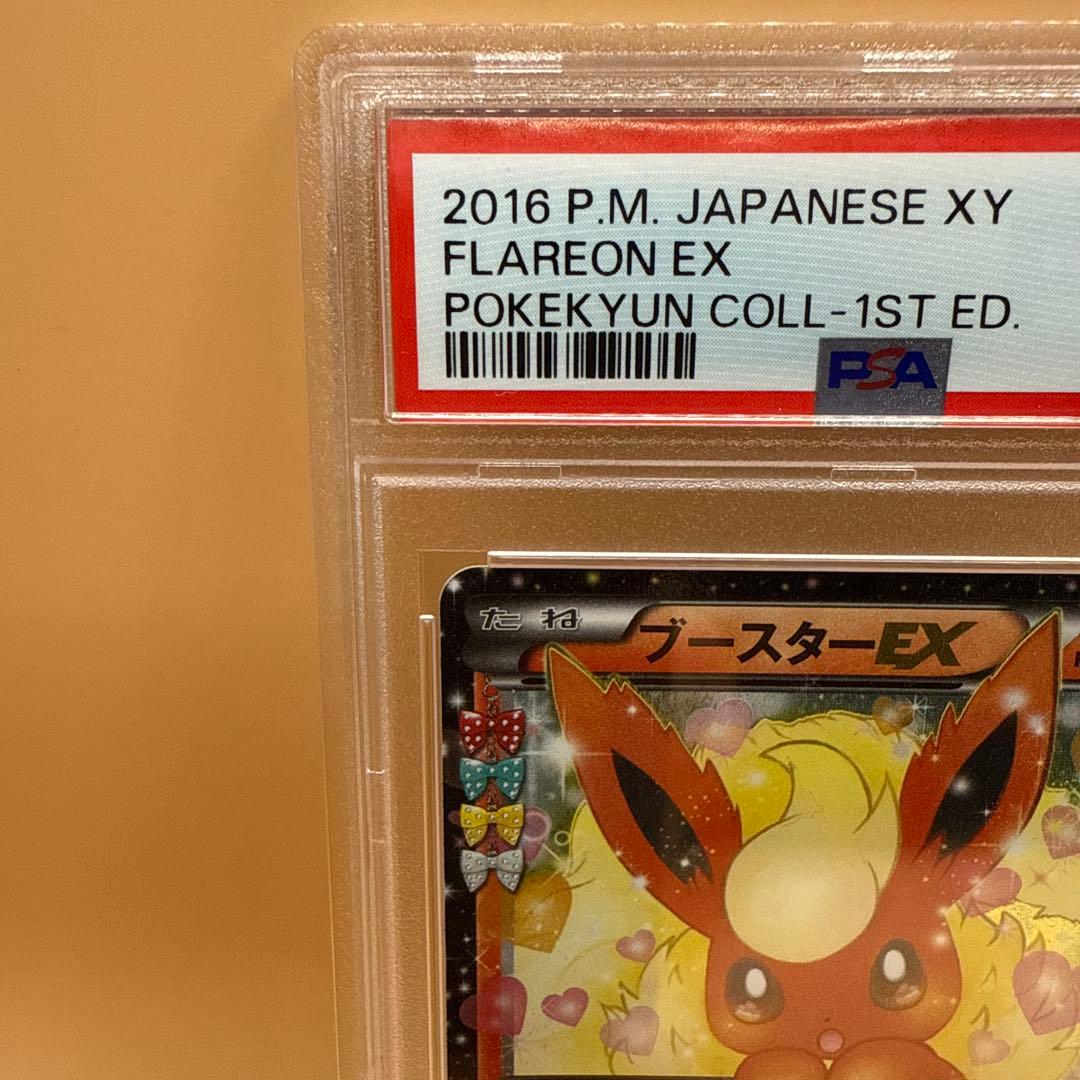 2016 P.M. JAPANESE XY
FLAREON EX
POKEKYUN COLL-1ST ED.
PSA
たね
ブースターEX